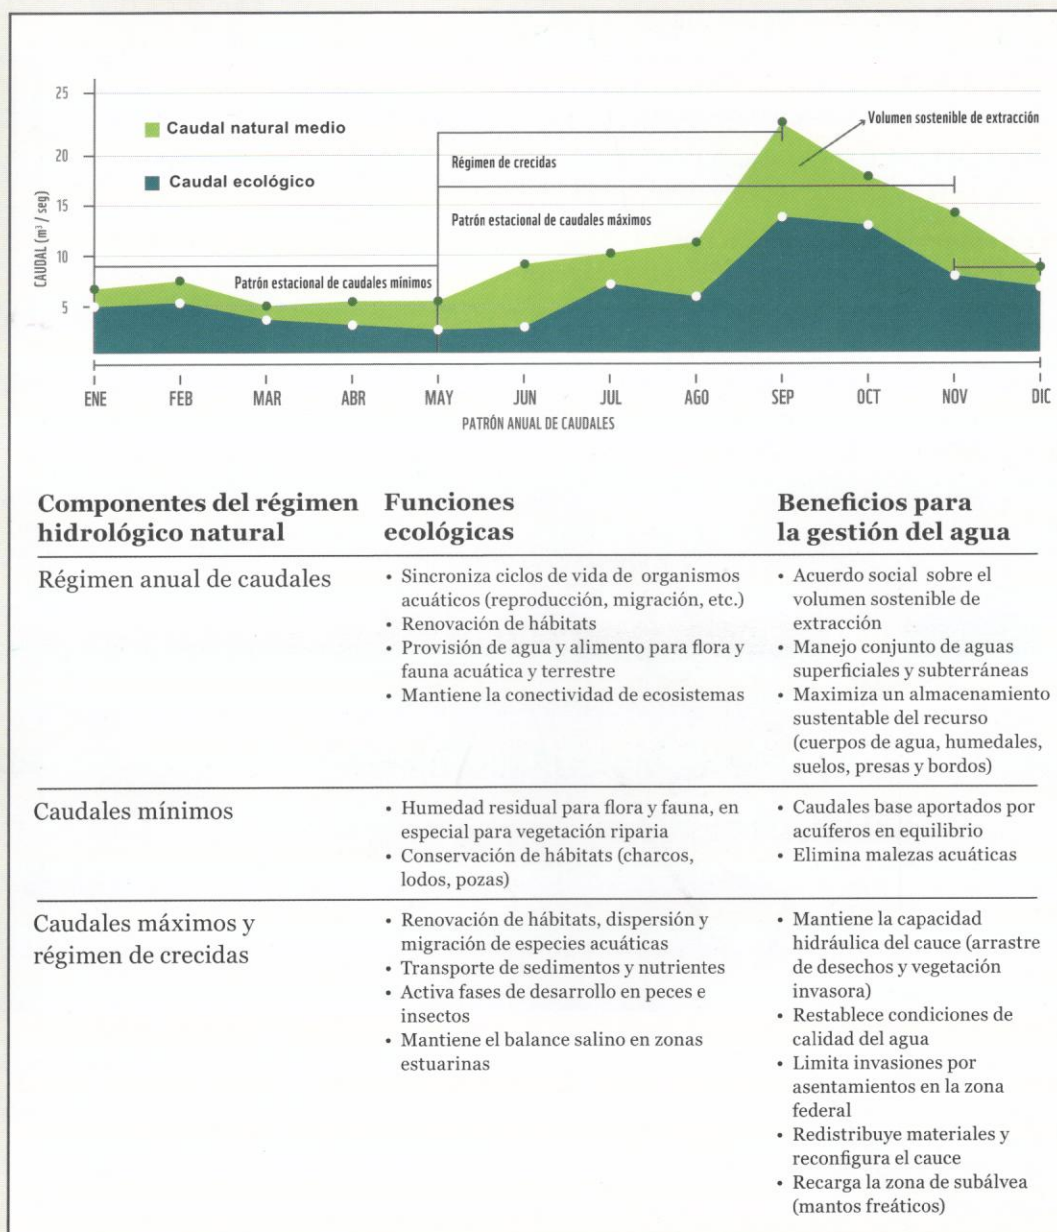 25
20
15
10
5
CAUDAL (m³ / seg)
Caudal natural medio
Caudal ecológico
Volumen sostenible de extracción
Régimen de crecidas
Patrón estacional de caudales máximos
Patrón estacional de caudales mínimos
ENE FEB MAR ABR MAY JUN JUL AGO SEP OCT NOV DIC
PATRÓN ANUAL DE CAUDALES
Componentes del régimen
hidrológico natural
Funciones
ecológicas
Beneficios para
la gestión del agua
Régimen anual de caudales
• Sincroniza ciclos de vida de organismos
acuáticos (reproducción, migración, etc.)
• Renovación de hábitats
• Provisión de agua y alimento para flora y
fauna acuática y terrestre
• Mantiene la conectividad de ecosistemas
• Acuerdo social sobre el
volumen sostenible de
extracción
• Manejo conjunto de aguas
superficiales y subterráneas
• Maximiza un almacenamiento
sustentable del recurso
(cuerpos de agua, humedales,
suelos, presas y bordos)
Caudales mínimos
• Humedad residual para flora y fauna, en
especial para vegetación riparia
• Conservación de hábitats (charcos,
lodos, pozas)
• Caudales base aportados por
acuíferos en equilibrio
• Elimina malezas acuáticas
Caudales máximos y
régimen de crecidas
• Renovación de hábitats, dispersión y
migración de especies acuáticas
• Transporte de sedimentos y nutrientes
• Activa fases de desarrollo en peces e
insectos
• Mantiene el balance salino en zonas
estuarinas
• Mantiene la capacidad
hidráulica del cauce (arrastre
de desechos y vegetación
invasora)
• Restablece condiciones de
calidad del agua
• Limita invasiones por
asentamientos en la zona
federal
• Redistribuye materiales y
reconfigura el cauce
• Recarga la zona de subálvea
(mantos freáticos)